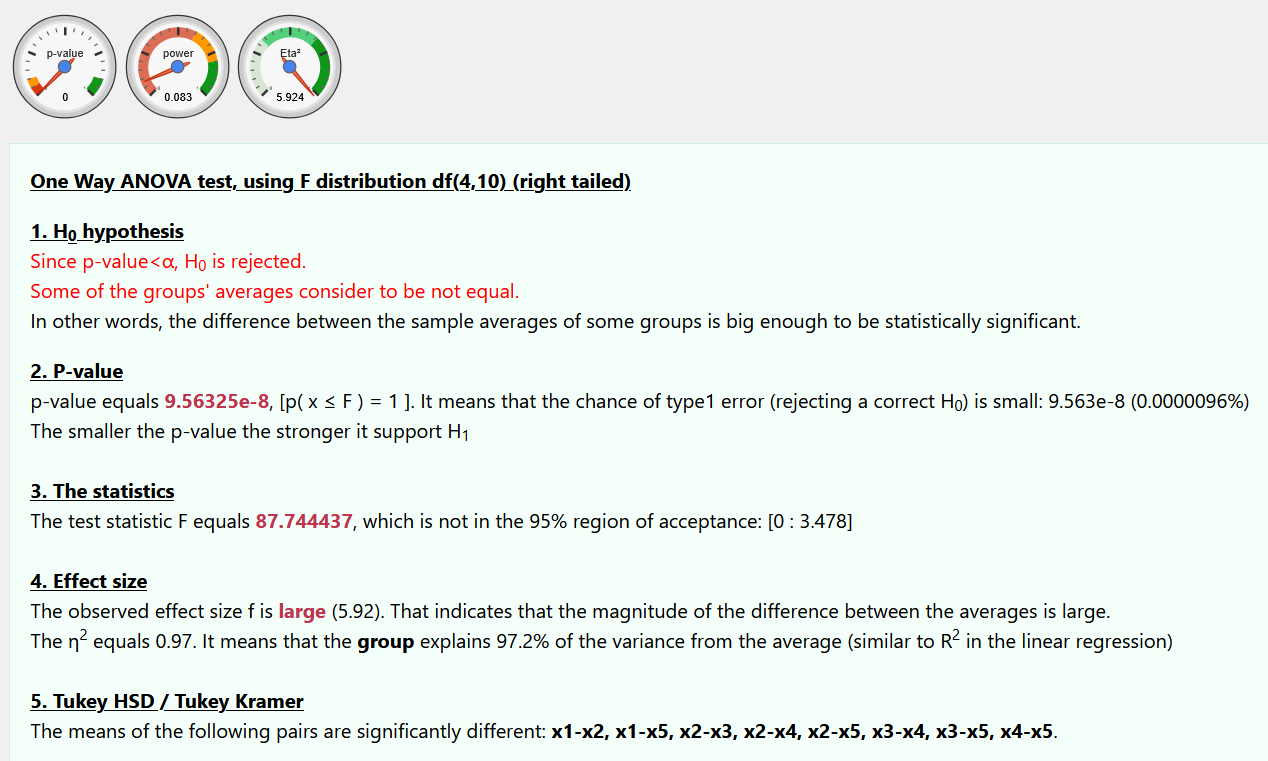 p-value power Eta²
0 0.083 5.924
One Way ANOVA test, using F distribution df(4,10) (right tailed)
1. H₀ hypothesis
Since p-value<α, H₀ is rejected.
Some of the groups' averages consider to be not equal.
In other words, the difference between the sample averages of some groups is big enough to be statistically significant.
2. P-value
p-value equals 9.56325e-8, [p( x ≤ F ) = 1 ]. It means that the chance of type1 error (rejecting a correct H₀) is small: 9.563e-8 (0.0000096%)
The smaller the p-value the stronger it support H₁
3. The statistics
The test statistic F equals 87.744437, which is not in the 95% region of acceptance: [0 : 3.478]
4. Effect size
The observed effect size f is large (5.92). That indicates that the magnitude of the difference between the averages is large.
The η² equals 0.97. It means that the group explains 97.2% of the variance from the average (similar to R² in the linear regression)
5. Tukey HSD / Tukey Kramer
The means of the following pairs are significantly different: x1-x2, x1-x5, x2-x3, x2-x4, x2-x5, x3-x4, x3-x5, x4-x5.